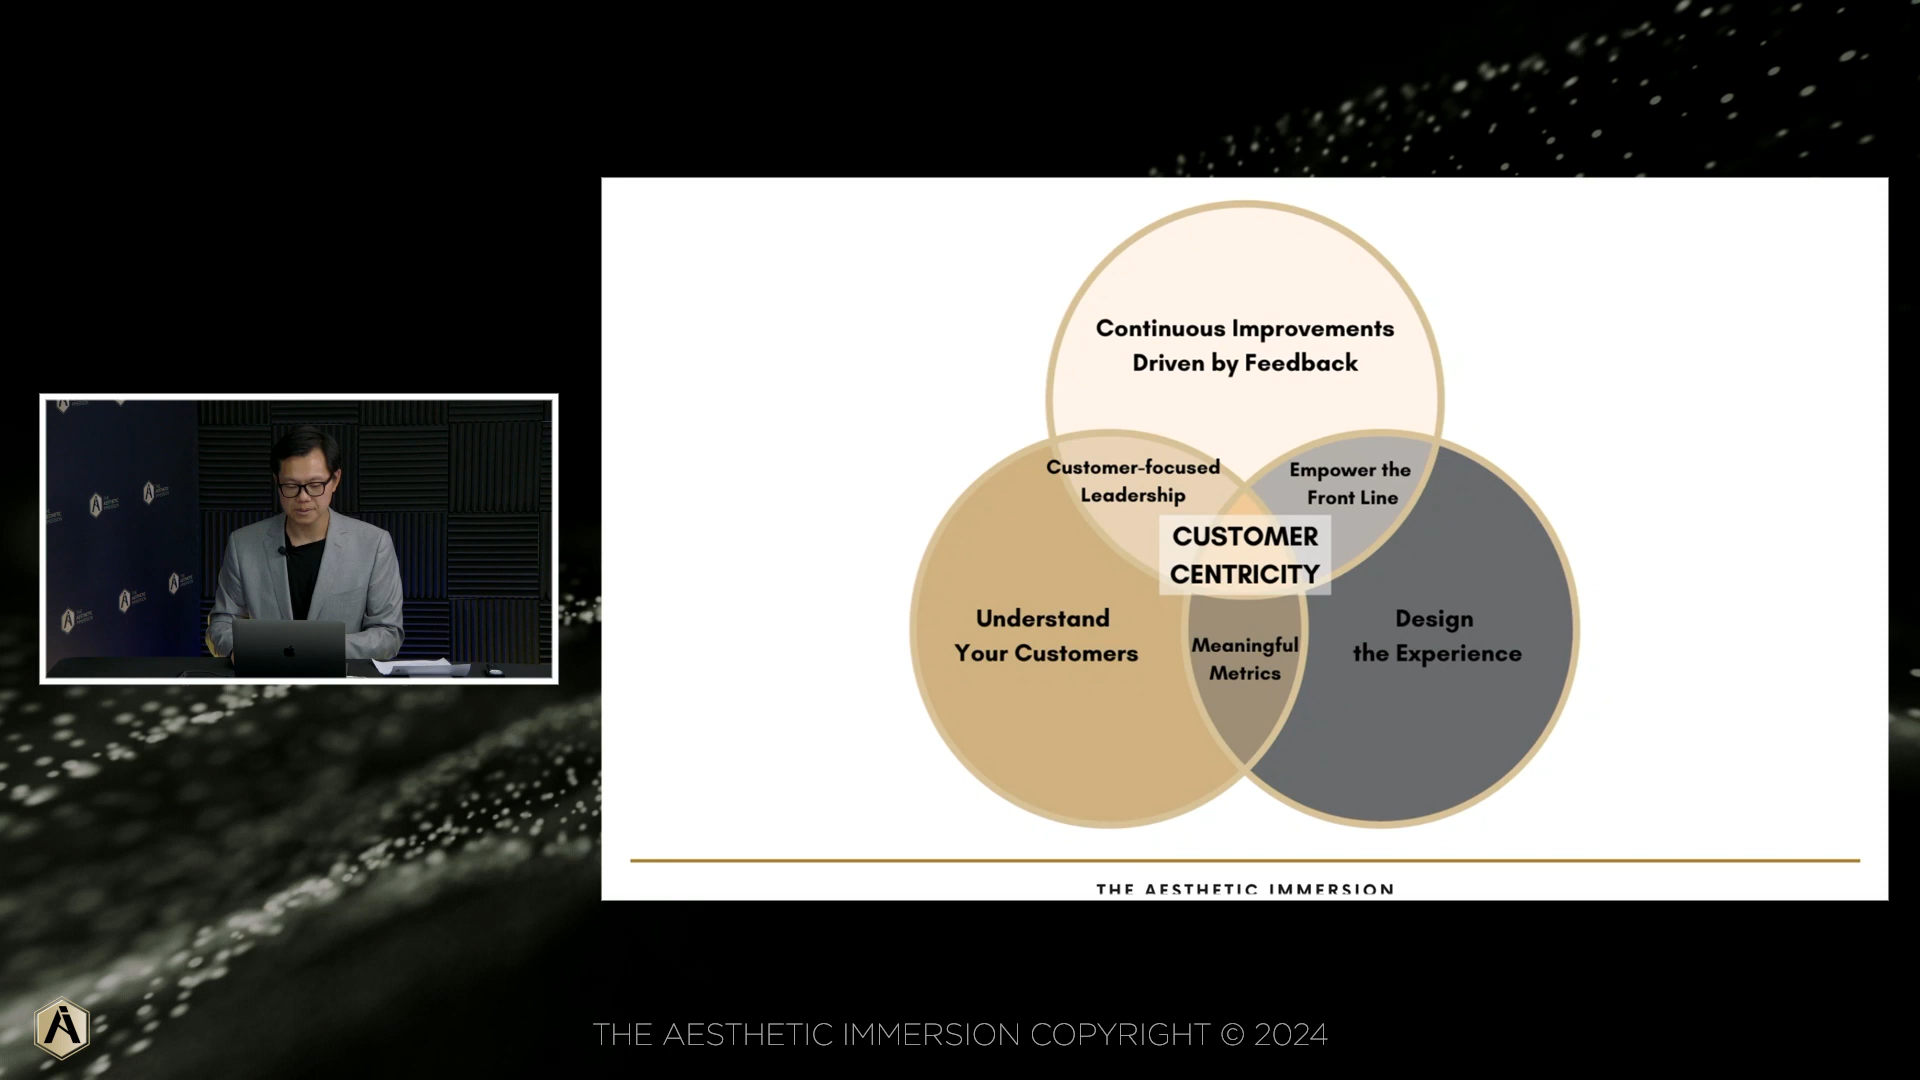 Continuous Improvements
Driven by Feedback
Customer-focused
Leadership
Empower the
Front Line
CUSTOMER
CENTRICITY
Understand
Your Customers
Meaningful
Metrics
Design
the Experience
THE AESTHETIC IMMERSION
THE AESTHETIC IMMERSION COPYRIGHT © 2024